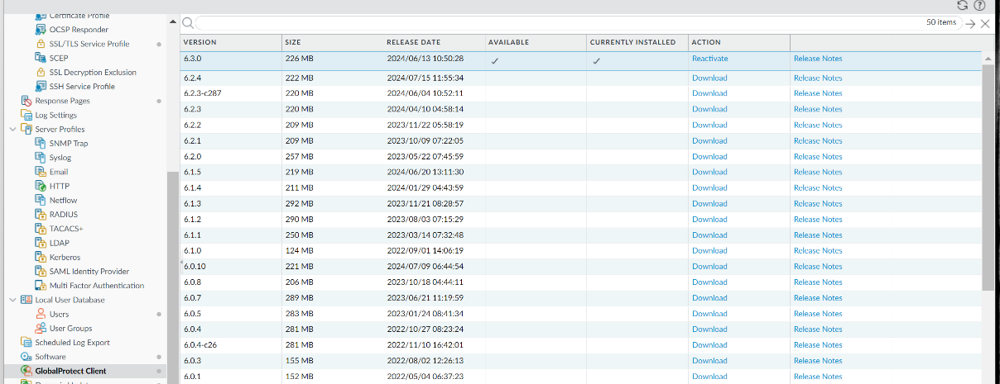 Certificate Profile
OCSP Responder
SSL/TLS Service Profile
SCEP
SSL Decryption Exclusion
SSH Service Profile
Response Pages
Log Settings
Server Profiles
SNMP Trap
Syslog
Email
HTTP
Netflow
RADIUS
TACACS+
LDAP
Kerberos
SAML Identity Provider
Multi Factor Authentication
Local User Database
Users
User Groups
Scheduled Log Export
Software
GlobalProtect Client
50 items
VERSION SIZE RELEASE DATE AVAILABLE CURRENTLY INSTALLED ACTION
6.3.0 226 MB 2024/06/13 10:50:28 ✓ ✓ Reactivate Release Notes
6.2.4 222 MB 2024/07/15 11:55:34 Download Release Notes
6.2.3-c287 220 MB 2024/06/04 10:52:11 Download Release Notes
6.2.3 220 MB 2024/04/10 04:58:14 Download Release Notes
6.2.2 209 MB 2023/11/22 05:58:19 Download Release Notes
6.2.1 209 MB 2023/10/09 07:22:05 Download Release Notes
6.2.0 257 MB 2023/05/22 07:45:59 Download Release Notes
6.1.5 219 MB 2024/06/20 13:11:30 Download Release Notes
6.1.4 211 MB 2024/01/29 04:43:59 Download Release Notes
6.1.3 292 MB 2023/11/21 08:28:57 Download Release Notes
6.1.2 290 MB 2023/08/03 07:15:29 Download Release Notes
6.1.1 250 MB 2023/03/14 07:32:48 Download Release Notes
6.1.0 124 MB 2022/09/01 14:06:19 Download Release Notes
6.0.10 221 MB 2024/07/09 06:44:54 Download Release Notes
6.0.8 206 MB 2023/10/18 04:44:11 Download Release Notes
6.0.7 289 MB 2023/06/21 11:19:59 Download Release Notes
6.0.5 283 MB 2023/01/24 08:41:34 Download Release Notes
6.0.4 281 MB 2022/10/27 08:23:24 Download Release Notes
6.0.4-c26 281 MB 2022/11/10 16:42:01 Download Release Notes
6.0.3 155 MB 2022/08/02 12:26:13 Download Release Notes
6.0.1 152 MB 2022/05/04 06:37:23 Download Release Notes